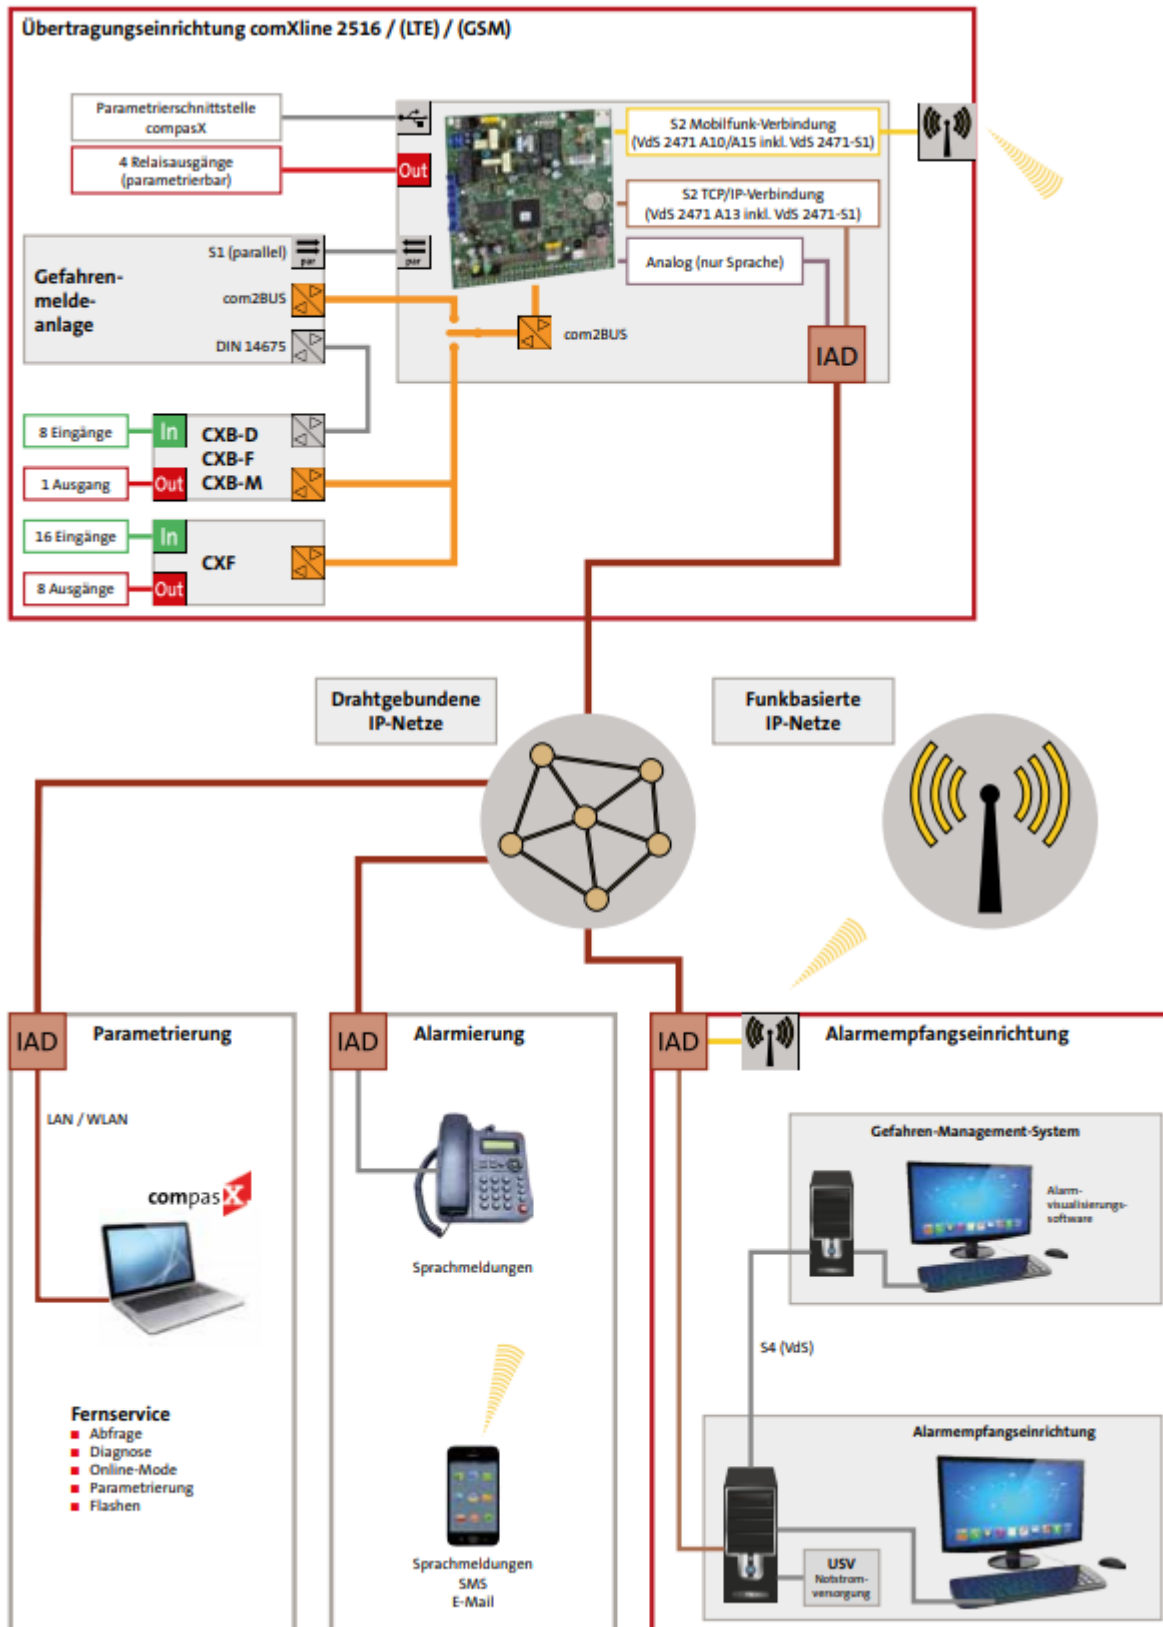 Übertragungseinrichtung comXline 2516 / (LTE) / (GSM)
Parametrierschnittstelle
compasX
4 Relaisausgänge
(parametrierbar)
Out
S2 Mobilfunk-Verbindung
(VdS 2471 A10/A15 inkl. VdS 2471-S1)
S2 TCP/IP-Verbindung
(VdS 2471 A13 inkl. VdS 2471-S1)
Analog (nur Sprache)
Gefahren-
melde-
anlage
S1 (parallel)
par
par
com2BUS
DIN 14675
com2BUS
IAD
8 Eingänge
In
1 Ausgang
Out
CXB-D
CXB-F
CXB-M
16 Eingänge
In
8 Ausgänge
Out
CXF
Drahtgebundene
IP-Netze
Funkbasierte
IP-Netze
IAD
Parametrierung
LAN / WLAN
compasX
Fernservice
Abfrage
Diagnose
Online-Mode
Parametrierung
Flashen
IAD
Alarmierung
Sprachmeldungen
Sprachmeldungen
SMS
E-Mail
IAD
Alarmempfangseinrichtung
Gefahren-Management-System
Alarm-
visualisierungs-
software
S4 (VdS)
Alarmempfangseinrichtung
USV
Notstrom-
versorgung